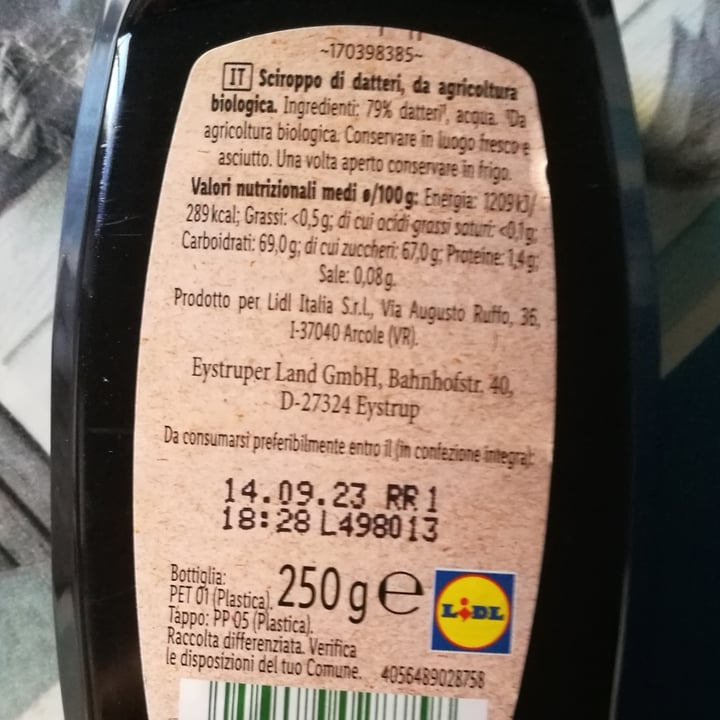 ~170398385~
IT Sciroppo di datteri, da agricoltura
biologica. Ingredienti: 79% datteri¹, acqua. ¹Da
agricoltura biologica. Conservare in luogo fresco e
asciutto. Una volta aperto conservare in frigo.
Valori nutrizionali medi ø/100g: Energia: 1209 kJ/
289 kcal; Grassi: <0,5 g; di cui acidi grassi saturi: <0,1g;
Carboidrati: 69,0 g; di cui zuccheri: 67,0 g; Proteine: 1,4 g;
Sale: 0,08 g.
Prodotto per Lidl Italia S.r.l., Via Augusto Ruffo, 36,
I-37040 Arcole (VR).
Eystruper Land GmbH, Bahnhofstr. 40,
D-27324 Eystrup
Da consumarsi preferibilmente entro il (in confezione integra):
14.09.23 RR1
18:28 L498013
Bottiglia:
PET 01 (Plastica).
Tappo: PP 05 (Plastica).
Raccolta differenziata. Verifica
le disposizioni del tuo Comune.
250 g e
LIDL
4056489028758